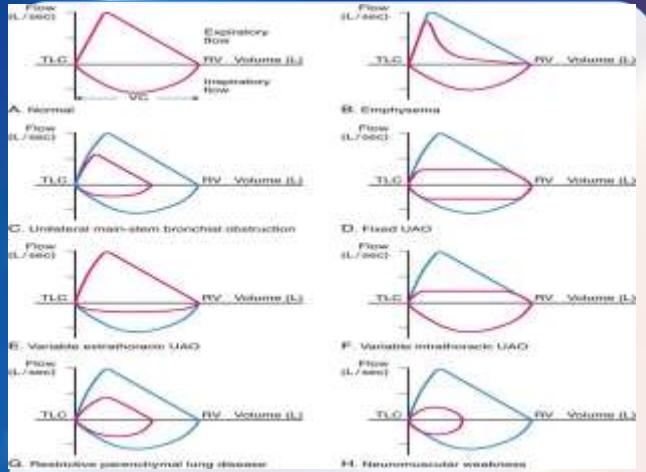 Flow
(L/sec)
Expiratory
flow
TLC
RV Volume (L)
Inspiratory
flow
VC
A. Normal
Flow
(L/sec)
TLC
RV Volume (L)
B. Emphysema
Flow
(L/sec)
TLC
RV Volume (L)
C. Unilateral main-stem bronchial obstruction
Flow
(L/sec)
TLC
RV Volume (L)
D. Fixed UAO
Flow
(L/sec)
TLC
RV Volume (L)
E. Variable extrathoracic UAO
Flow
(L/sec)
TLC
RV Volume (L)
F. Variable intrathoracic UAO
Flow
(L/sec)
TLC
RV Volume (L)
G. Restrictive parenchymal lung disease
Flow
(L/sec)
TLC
RV Volume (L)
H. Neuromuscular weakness